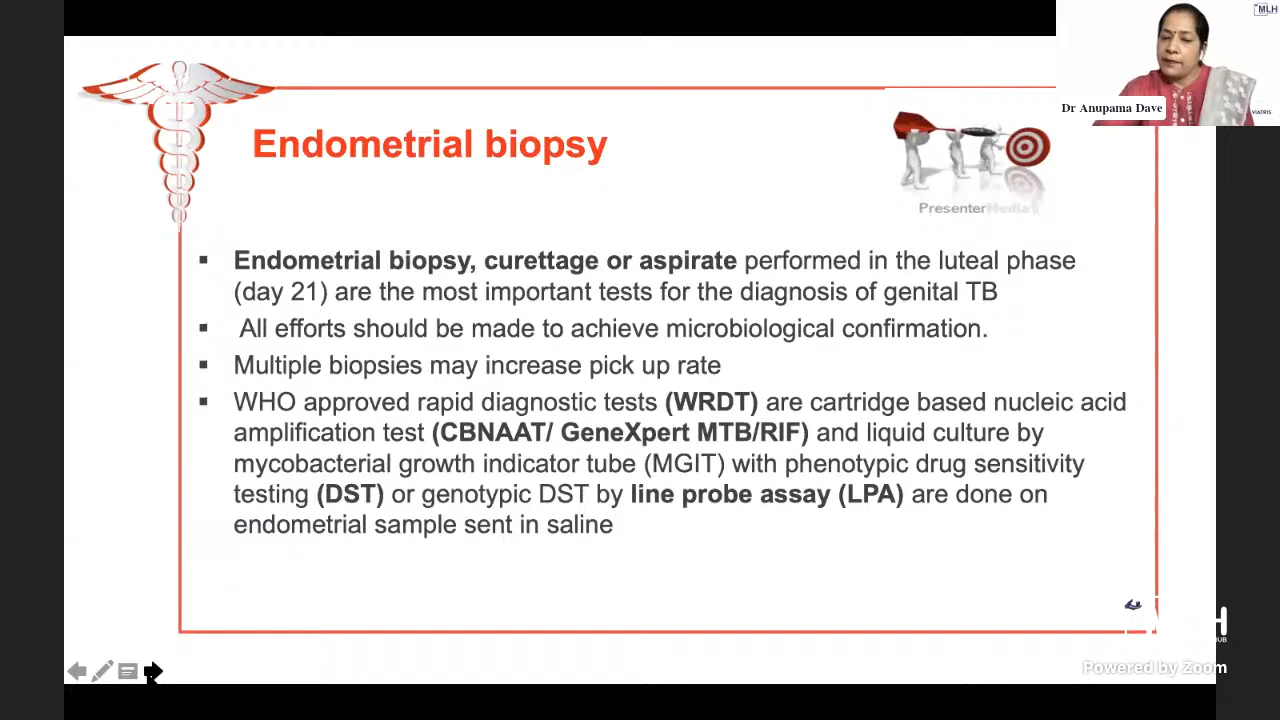 MLH
Dr Anupama Dave
VIATRIS
Endometrial biopsy
PresenterMedia
▪ Endometrial biopsy, curettage or aspirate performed in the luteal phase
(day 21) are the most important tests for the diagnosis of genital TB
▪ All efforts should be made to achieve microbiological confirmation.
▪ Multiple biopsies may increase pick up rate
▪ WHO approved rapid diagnostic tests (WRDT) are cartridge based nucleic acid
amplification test (CBNAAT/ GeneXpert MTB/RIF) and liquid culture by
mycobacterial growth indicator tube (MGIT) with phenotypic drug sensitivity
testing (DST) or genotypic DST by line probe assay (LPA) are done on
endometrial sample sent in saline
Powered by Zoom